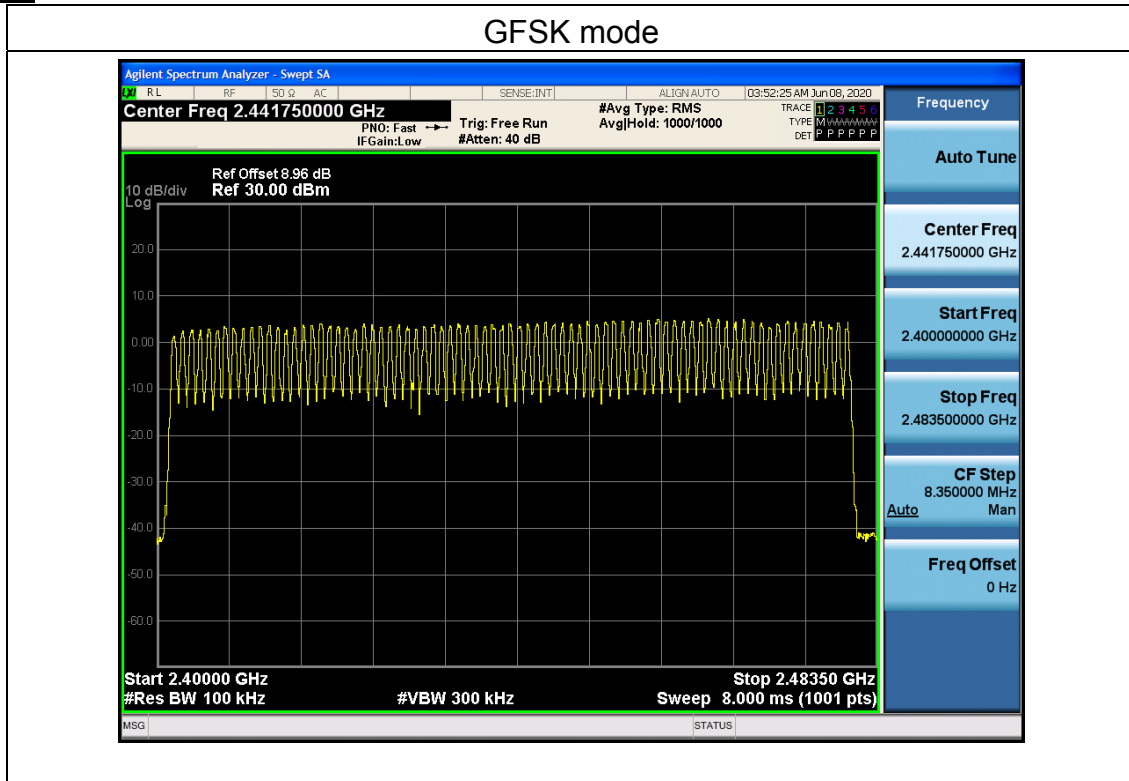 GFSK mode
Agilent Spectrum Analyzer - Swept SA
LXI RL RF 50 Ω AC SENSE:INT ALIGN AUTO 03:52:25 AM Jun 08, 2020
Center Freq 2.441750000 GHz
PNO: Fast
IFGain:Low
Trig: Free Run
#Atten: 40 dB
#Avg Type: RMS
Avg|Hold: 1000/1000
TRACE 1 2 3 4 5 6
TYPE M WWWWW
DET P P P P P P
Ref Offset 8.96 dB
10 dB/div Ref 30.00 dBm
Log
20.0
10.0
0.00
-10.0
-20.0
-30.0
-40.0
-50.0
-60.0
Start 2.40000 GHz Stop 2.48350 GHz
#Res BW 100 kHz #VBW 300 kHz Sweep 8.000 ms (1001 pts)
MSG STATUS
Frequency
Auto Tune
Center Freq
2.441750000 GHz
Start Freq
2.400000000 GHz
Stop Freq
2.483500000 GHz
CF Step
8.350000 MHz
Auto Man
Freq Offset
0 Hz